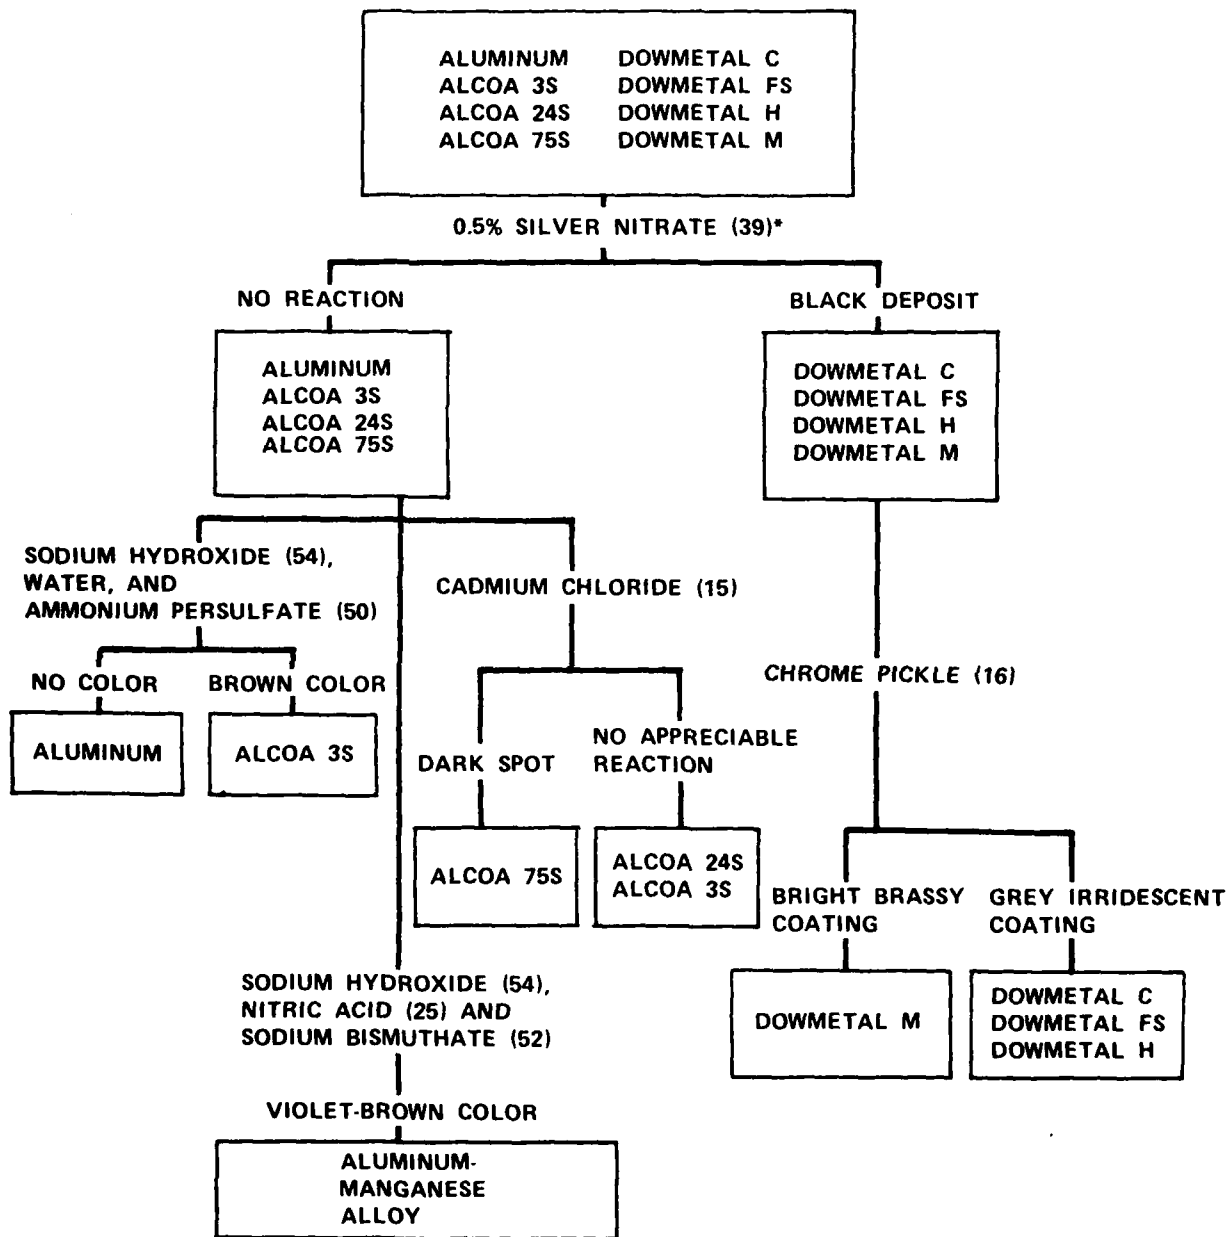 ALUMINUM DOWMETAL C
ALCOA 3S DOWMETAL FS
ALCOA 24S DOWMETAL H
ALCOA 75S DOWMETAL M
0.5% SILVER NITRATE (39)*
NO REACTION
BLACK DEPOSIT
ALUMINUM
ALCOA 3S
ALCOA 24S
ALCOA 75S
DOWMETAL C
DOWMETAL FS
DOWMETAL H
DOWMETAL M
SODIUM HYDROXIDE (54),
WATER, AND
AMMONIUM PERSULFATE (50)
CADMIUM CHLORIDE (15)
CHROME PICKLE (16)
NO COLOR
BROWN COLOR
ALUMINUM
ALCOA 3S
DARK SPOT
NO APPRECIABLE
REACTION
ALCOA 75S
ALCOA 24S
ALCOA 3S
BRIGHT BRASSY
COATING
GREY IRRIDESCENT
COATING
DOWMETAL M
DOWMETAL C
DOWMETAL FS
DOWMETAL H
SODIUM HYDROXIDE (54),
NITRIC ACID (25) AND
SODIUM BISMUTHATE (52)
VIOLET-BROWN COLOR
ALUMINUM-
MANGANESE
ALLOY